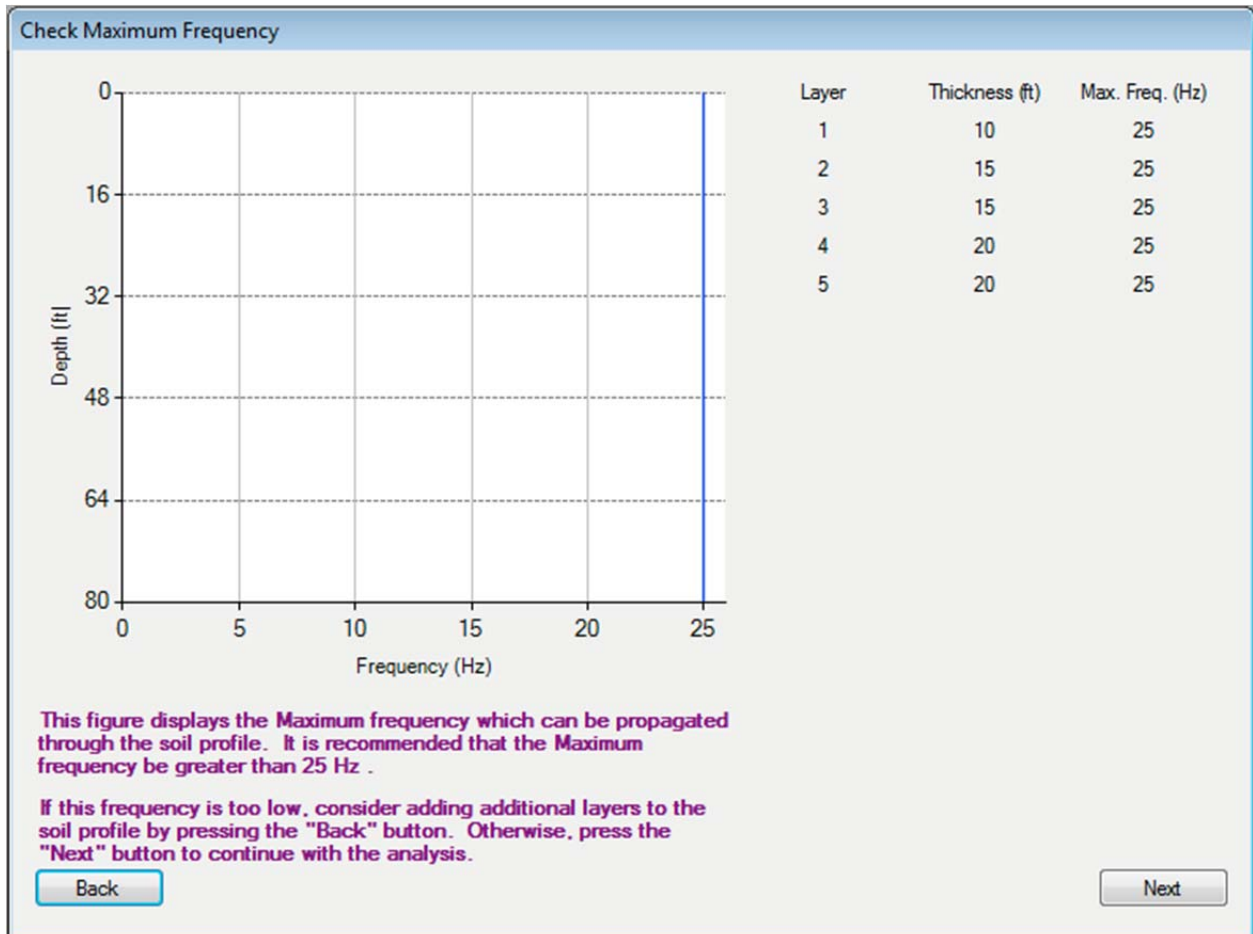 Check Maximum Frequency
0
16
32
48
64
80
Depth (ft)
0 5 10 15 20 25
Frequency (Hz)
Layer Thickness (ft) Max. Freq. (Hz)
1 10 25
2 15 25
3 15 25
4 20 25
5 20 25
This figure displays the Maximum frequency which can be propagated
through the soil profile. It is recommended that the Maximum
frequency be greater than 25 Hz .
If this frequency is too low, consider adding additional layers to the
soil profile by pressing the "Back" button. Otherwise, press the
"Next" button to continue with the analysis.
Back Next